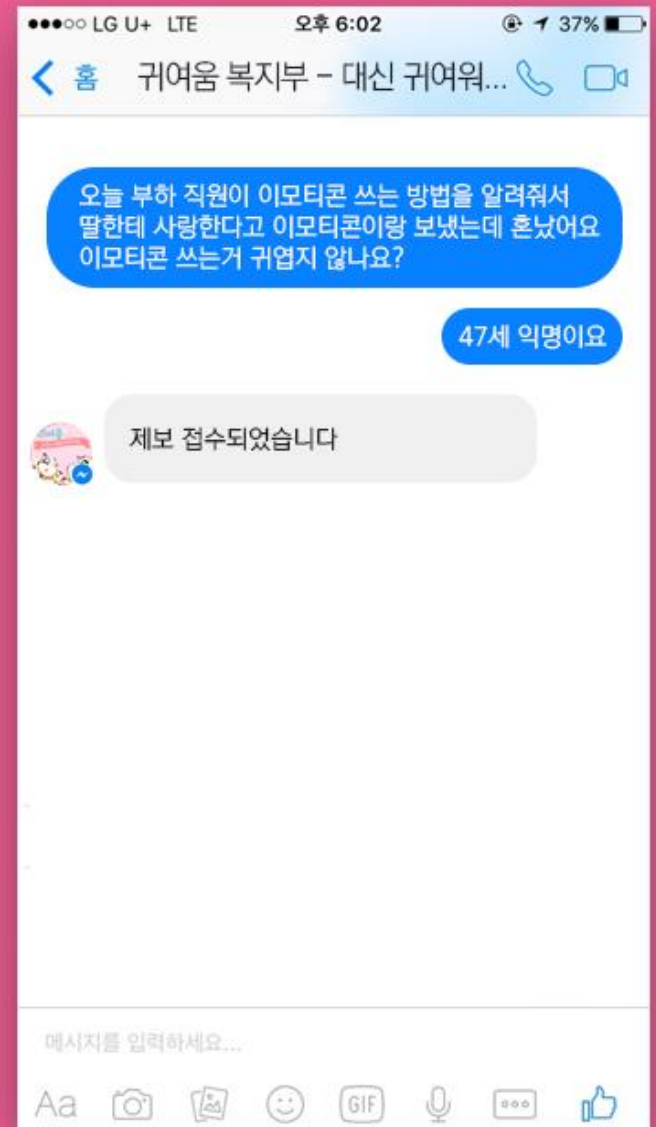 LG U+ LTE 오후 6:02 37%
홈 귀여움 복지부 - 대신 귀여워...
오늘 부하 직원이 이모티콘 쓰는 방법을 알려줘서
딸한테 사랑한다고 이모티콘이랑 보냈는데 혼났어요
이모티콘 쓰는거 귀엽지 않나요?
47세 익명이요
제보 접수되었습니다
메시지를 입력하세요...
Aa GIF